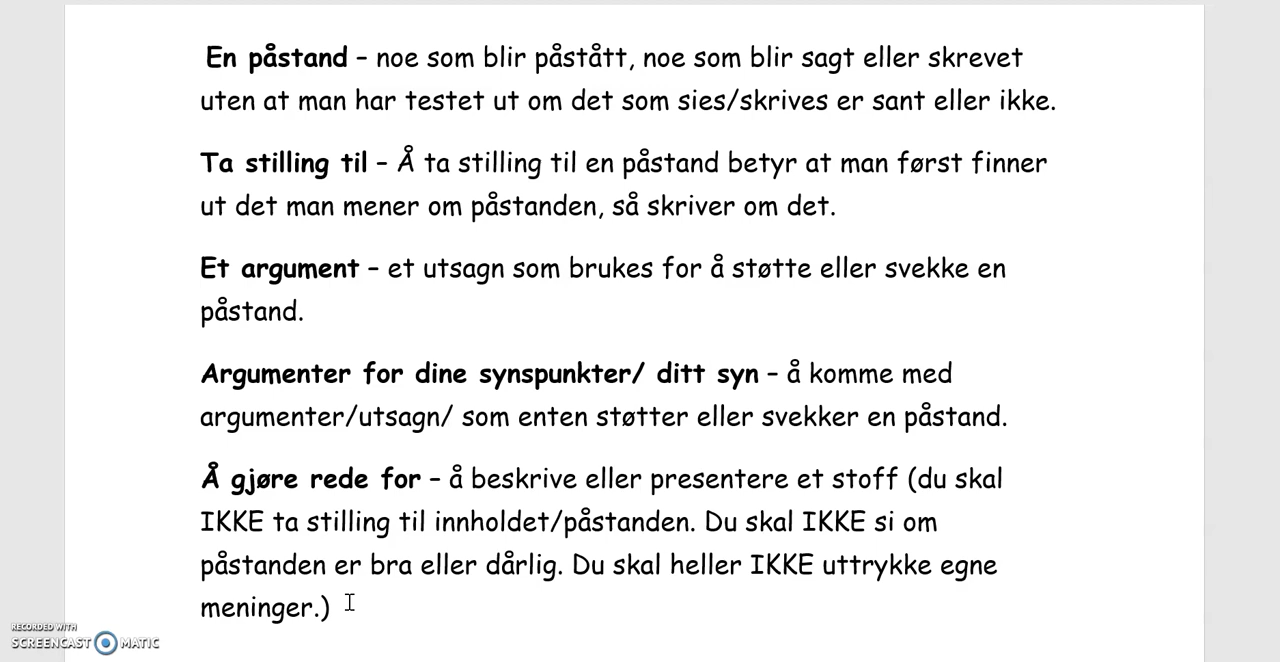 En påstand – noe som blir påstått, noe som blir sagt eller skrevet
uten at man har testet ut om det som sies/skrives er sant eller ikke.
Ta stilling til – Å ta stilling til en påstand betyr at man først finner
ut det man mener om påstanden, så skriver om det.
Et argument – et utsagn som brukes for å støtte eller svekke en
påstand.
Argumenter for dine synspunkter/ ditt syn – å komme med
argumenter/utsagn/ som enten støtter eller svekker en påstand.
Å gjøre rede for – å beskrive eller presentere et stoff (du skal
IKKE ta stilling til innholdet/påstanden. Du skal IKKE si om
påstanden er bra eller dårlig. Du skal heller IKKE uttrykke egne
meninger.)
RECORDED WITH
SCREENCAST MATIC